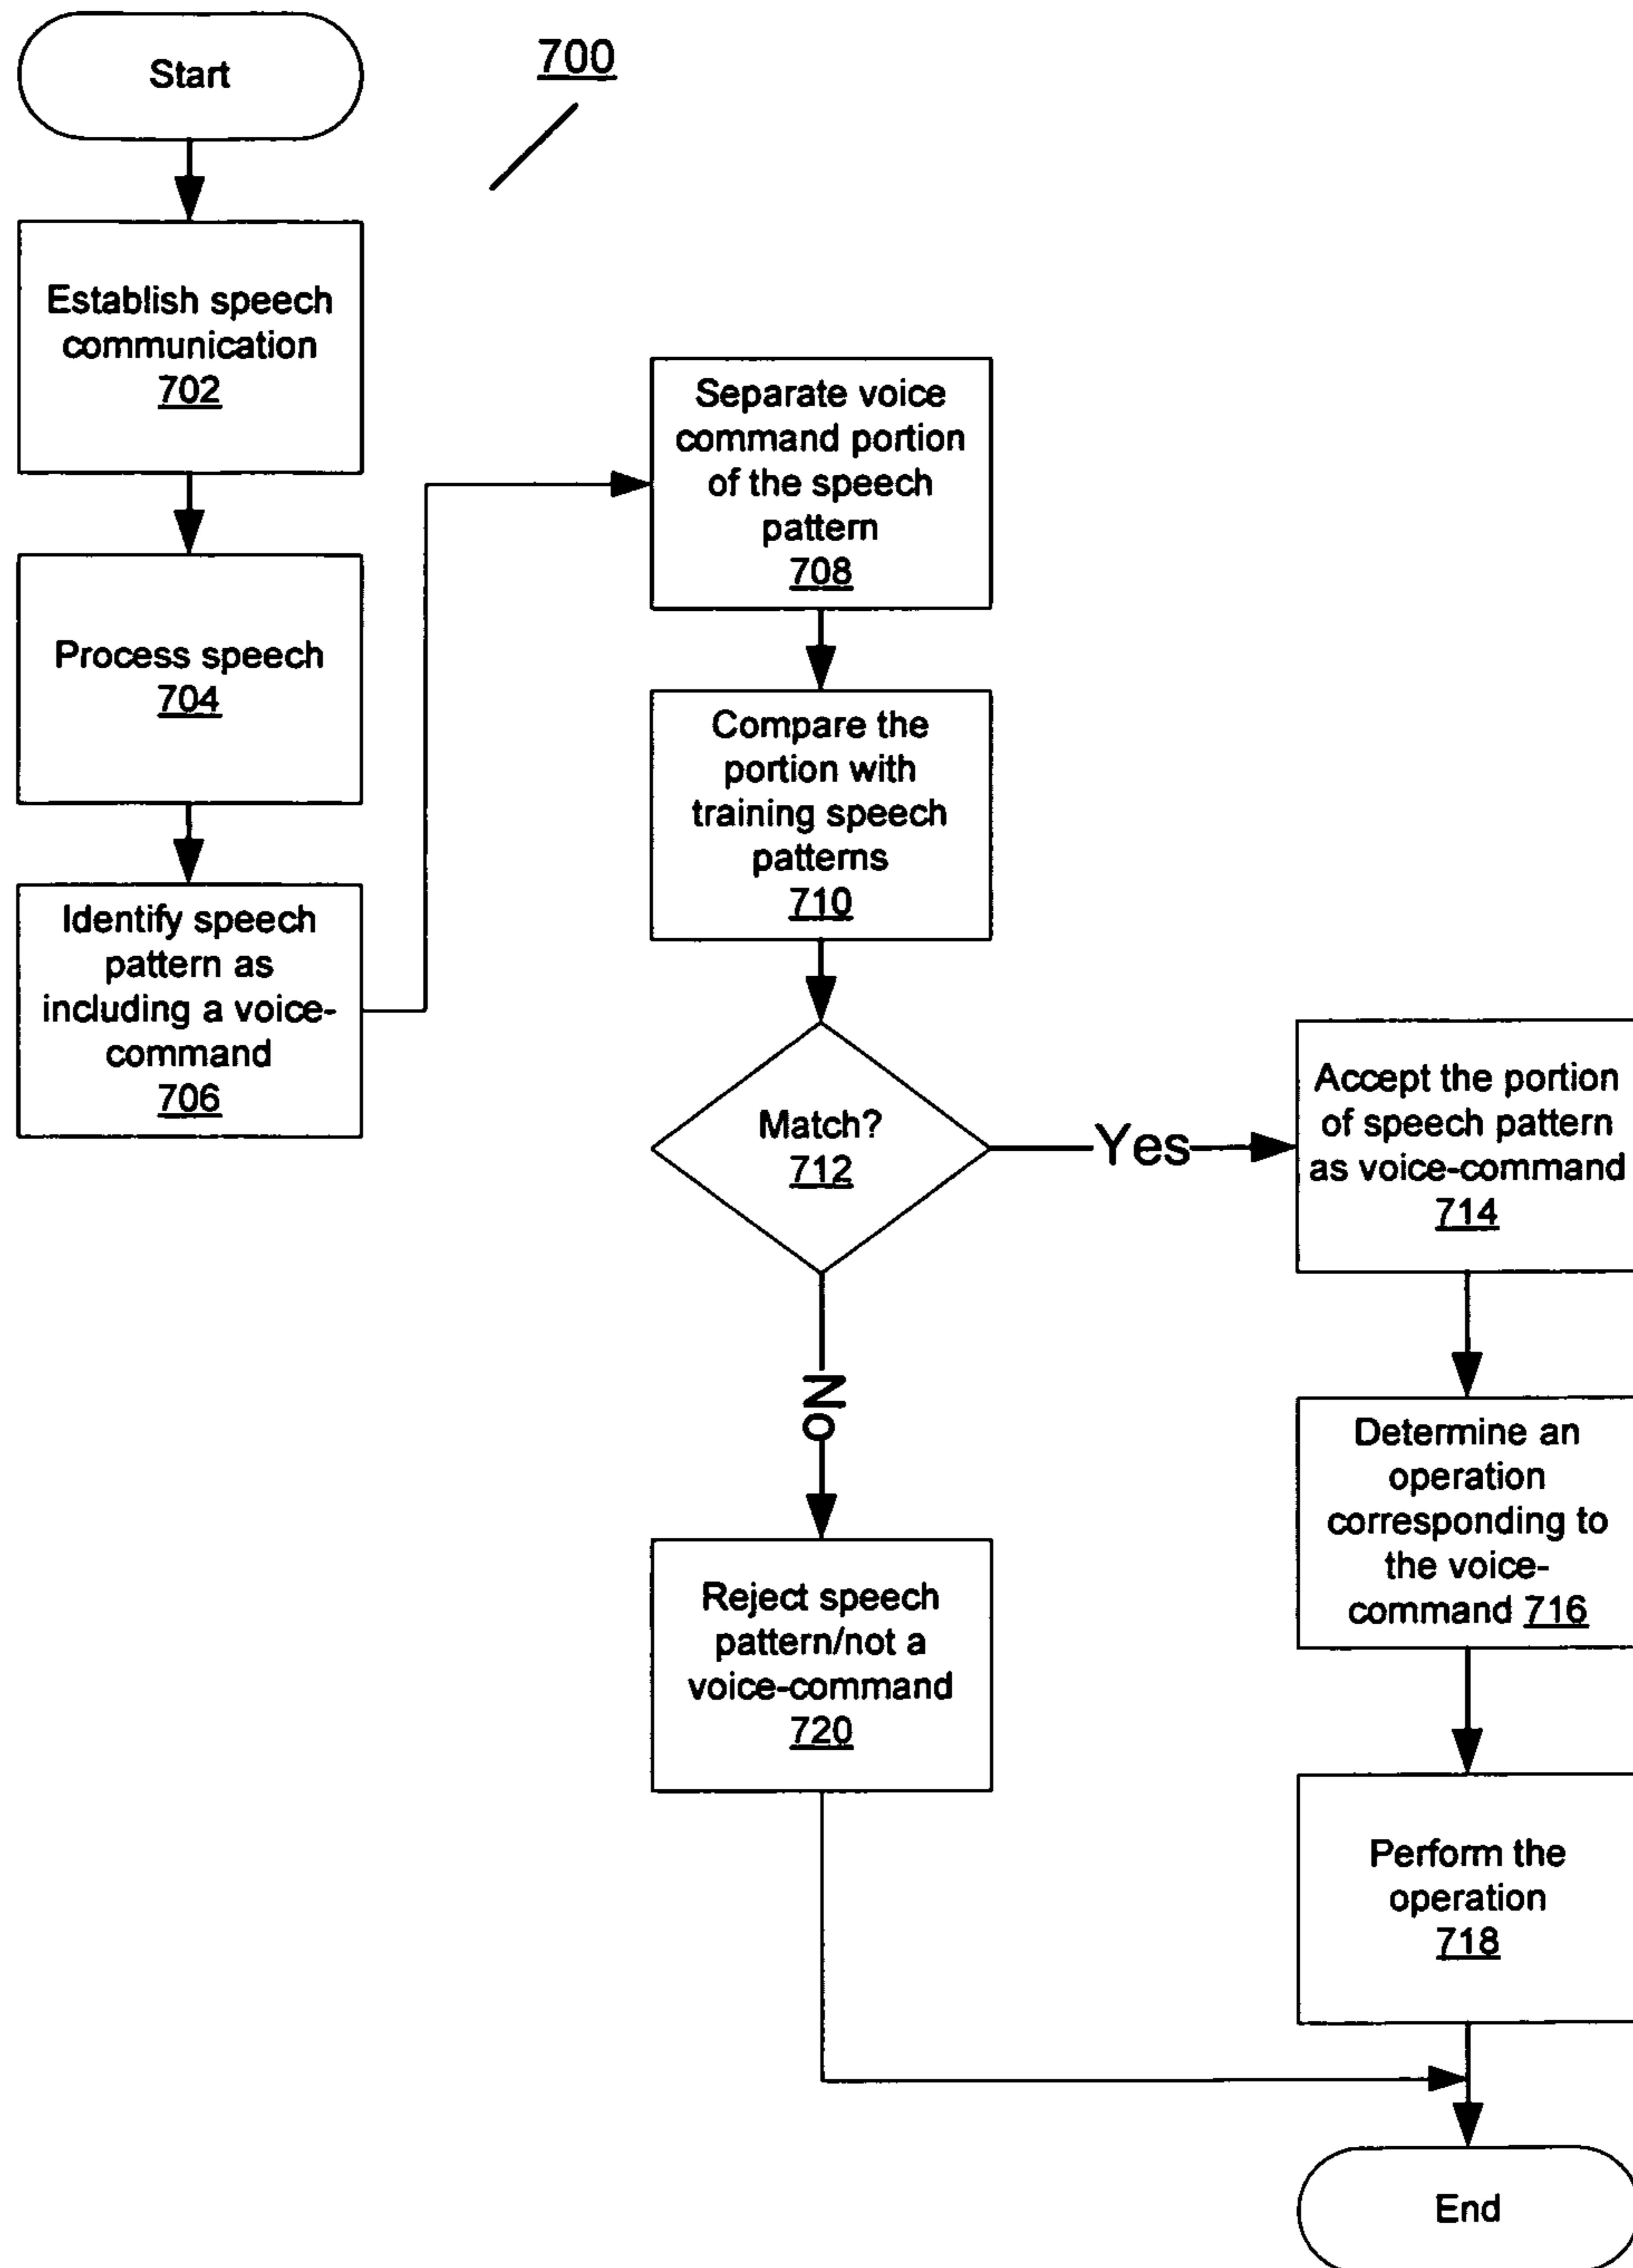 Start
700
Establish speech
communication
702
Process speech
704
Identify speech
pattern as
including a voice-
command
706
Separate voice
command portion
of the speech
pattern
708
Compare the
portion with
training speech
patterns
710
Match?
712
Yes
No
Accept the portion
of speech pattern
as voice-command
714
Determine an
operation
corresponding to
the voice-
command 716
Perform the
operation
718
Reject speech
pattern/not a
voice-command
720
End